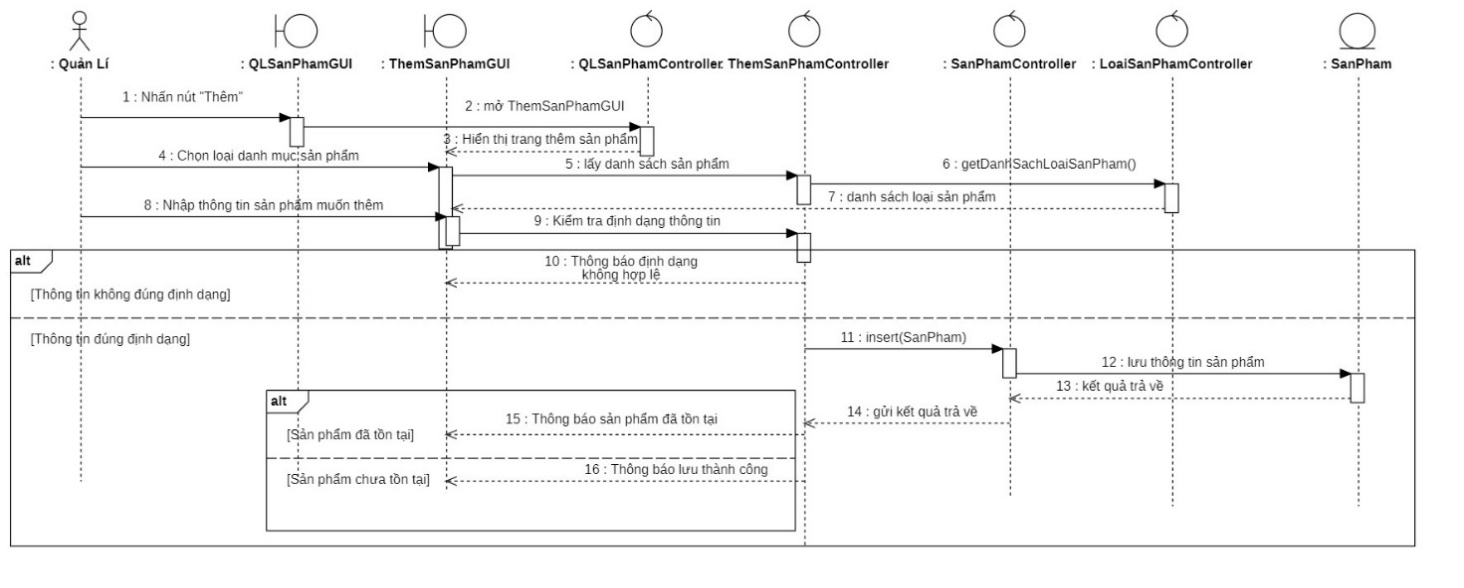 : Quản Lí
: QLSanPhamGUI
: ThemSanPhamGUI
: QLSanPhamController
: ThemSanPhamController
: SanPhamController
: LoaiSanPhamController
: SanPham
1 : Nhấn nút "Thêm"
2 : mở ThemSanPhamGUI
3 : Hiển thị trang thêm sản phẩm
4 : Chọn loại danh mục sản phẩm
5 : lấy danh sách sản phẩm
6 : getDanhSachLoaiSanPham()
7 : danh sách loại sản phẩm
8 : Nhập thông tin sản phẩm muốn thêm
9 : Kiểm tra định dạng thông tin
alt
10 : Thông báo định dạng
không hợp lệ
[Thông tin không đúng định dạng]
[Thông tin đúng định dạng]
11 : insert(SanPham)
12 : lưu thông tin sản phẩm
13 : kết quả trả về
alt
14 : gửi kết quả trả về
15 : Thông báo sản phẩm đã tồn tại
[Sản phẩm đã tồn tại]
16 : Thông báo lưu thành công
[Sản phẩm chưa tồn tại]